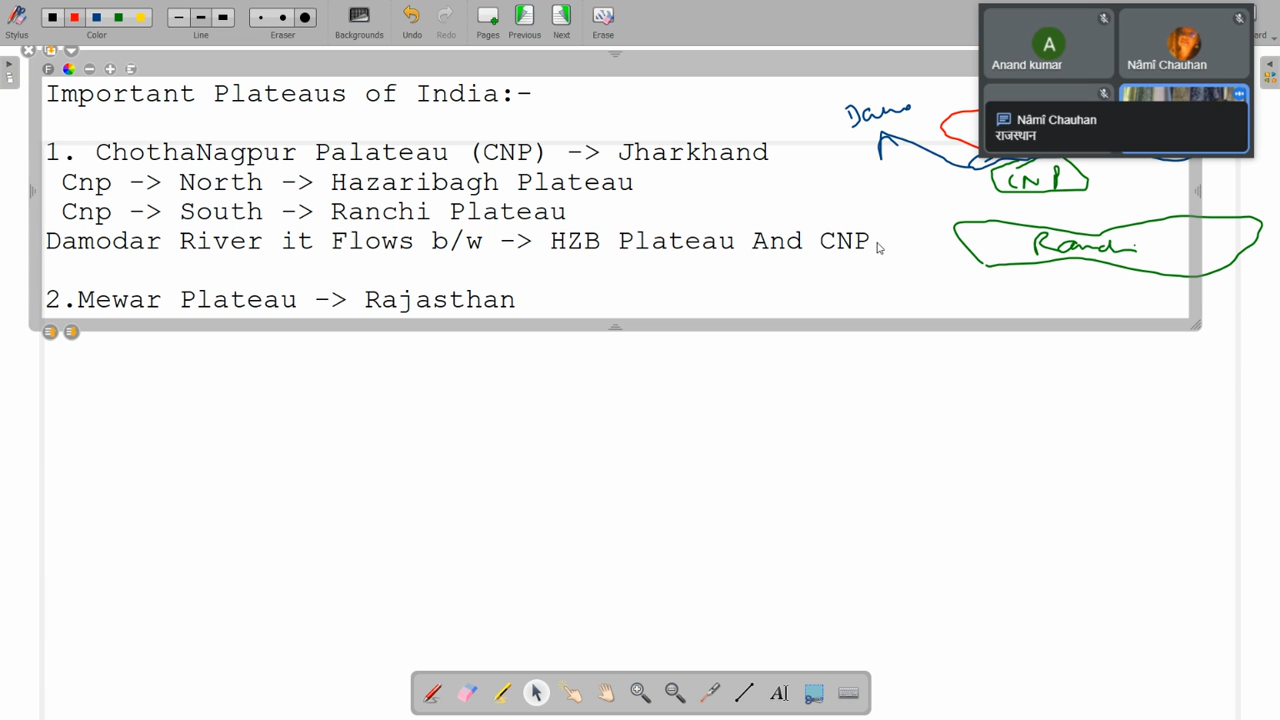 Stylus Color Line Eraser Backgrounds Undo Redo Pages Previous Next Erase
Anand kumar Nâmî Chauhan
Nâmî Chauhan
राजस्थान
Important Plateaus of India:-
1. ChothaNagpur Palateau (CNP) -> Jharkhand
Cnp -> North -> Hazaribagh Plateau
Cnp -> South -> Ranchi Plateau
Damodar River it Flows b/w -> HZB Plateau And CNP
2.Mewar Plateau -> Rajasthan
CNP
Ranchi